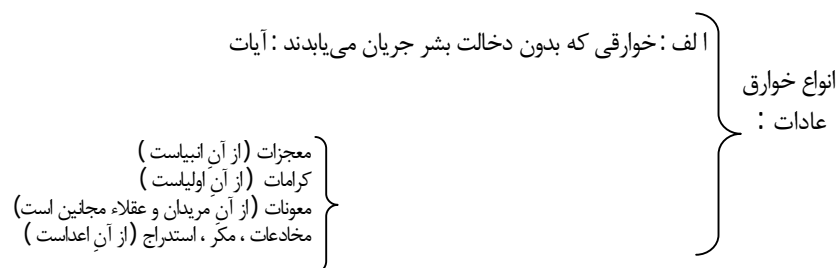 انواع خوارق
عادات :
ا لف : خوارقی که بدون دخالت بشر جریان می‌یابدند : آیات
معجزات (از آنِ انبیاست )
کرامات (از آنِ اولیاست )
معونات (از آنِ مریدان و عقلاء مجانین است)
مخادعات ، مکر ، استدراج (از آنِ اعداست )